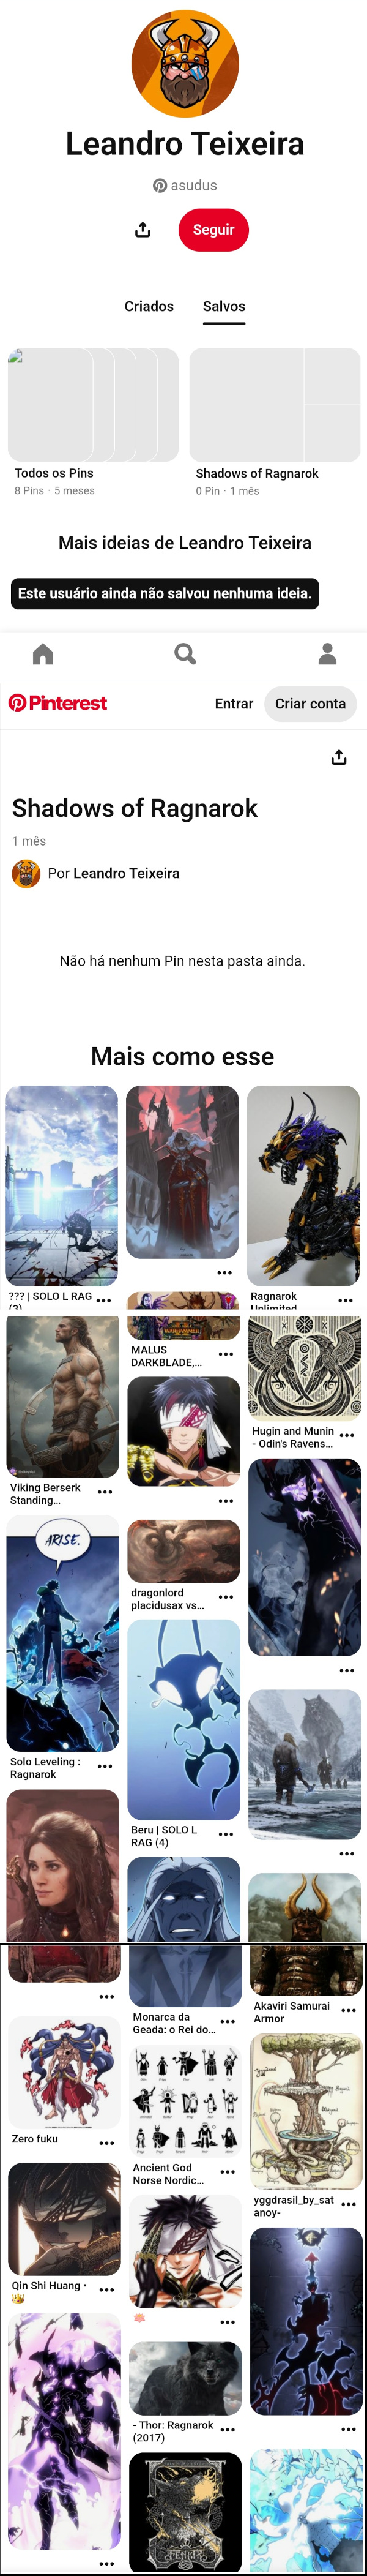 Leandro Teixeira
asudus
Seguir
Criados
Salvos
Todos os Pins
8 Pins · 5 meses
Shadows of Ragnarok
0 Pin · 1 mês
Mais ideias de Leandro Teixeira
Este usuário ainda não salvou nenhuma ideia.
Pinterest
Entrar
Criar conta
Shadows of Ragnarok
1 mês
Por Leandro Teixeira
Não há nenhum Pin nesta pasta ainda.
Mais como esse
??? | SOLO L RAG
(3)
Ragnarok
Unlimited
WARHAMMER
MALUS
DARKBLADE,...
Hugin and Munin
- Odin's Ravens...
Viking Berserk
Standing...
ARISE.
dragonlord
placidusax vs...
Solo Leveling :
Ragnarok
Beru | SOLO L
RAG (4)
Monarca da
Geada: o Rei do...
Akaviri Samurai
Armor
Zero fuku
Ancient God
Norse Nordic...
yggdrasil_by_sat
anoy-
Qin Shi Huang •
- Thor: Ragnarok
(2017)
FENRIR